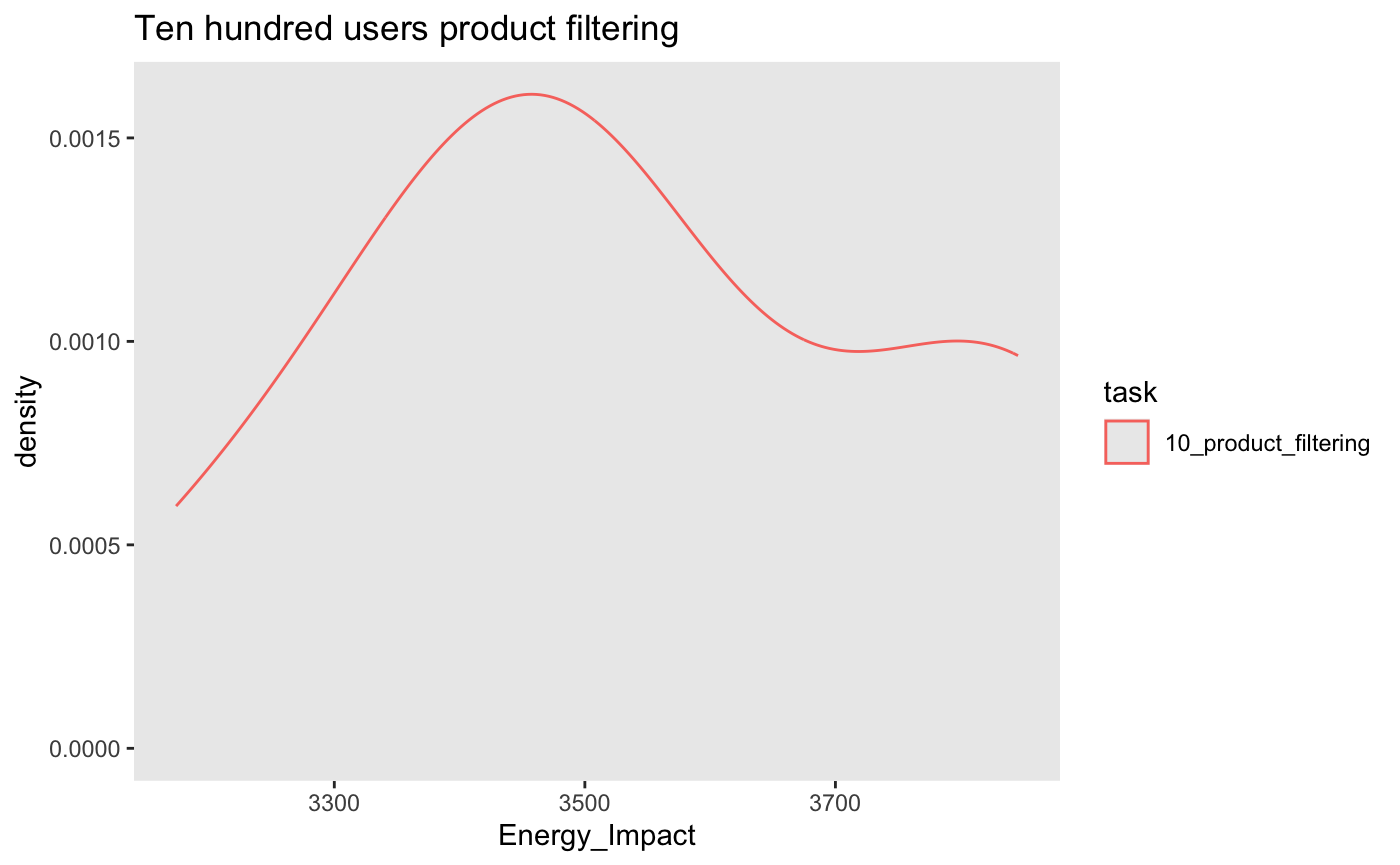 Ten hundred users product filtering
0.0015
0.0010
0.0005
0.0000
density
3300 3500 3700
Energy_Impact
task
10_product_filtering